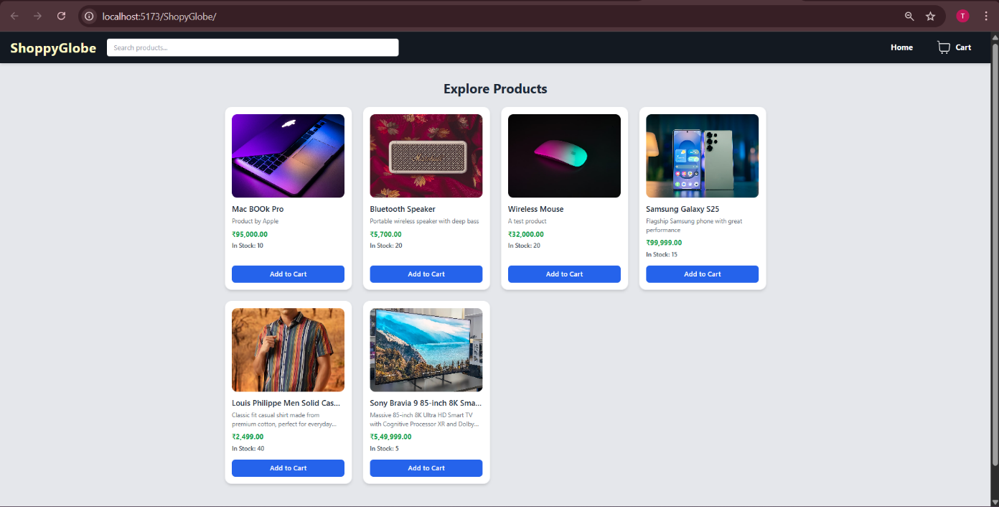 localhost:5173/ShopyGlobe/
T
ShoppyGlobe
Search products...
Home
Cart
Explore Products
Mac BOOk Pro
Product by Apple
₹95,000.00
In Stock: 10
Add to Cart
Marshall
Bluetooth Speaker
Portable wireless speaker with deep bass
₹5,700.00
In Stock: 20
Add to Cart
Wireless Mouse
A test product
₹32,000.00
In Stock: 20
Add to Cart
Samsung Galaxy S25
Flagship Samsung phone with great
performance
₹99,999.00
In Stock: 15
Add to Cart
Louis Philippe Men Solid Cas...
Classic fit casual shirt made from
premium cotton, perfect for everyday...
₹2,499.00
In Stock: 40
Add to Cart
Sony Bravia 9 85-inch 8K Sma...
Massive 85-inch 8K Ultra HD Smart TV
with Cognitive Processor XR and Dolby...
₹5,49,999.00
In Stock: 5
Add to Cart